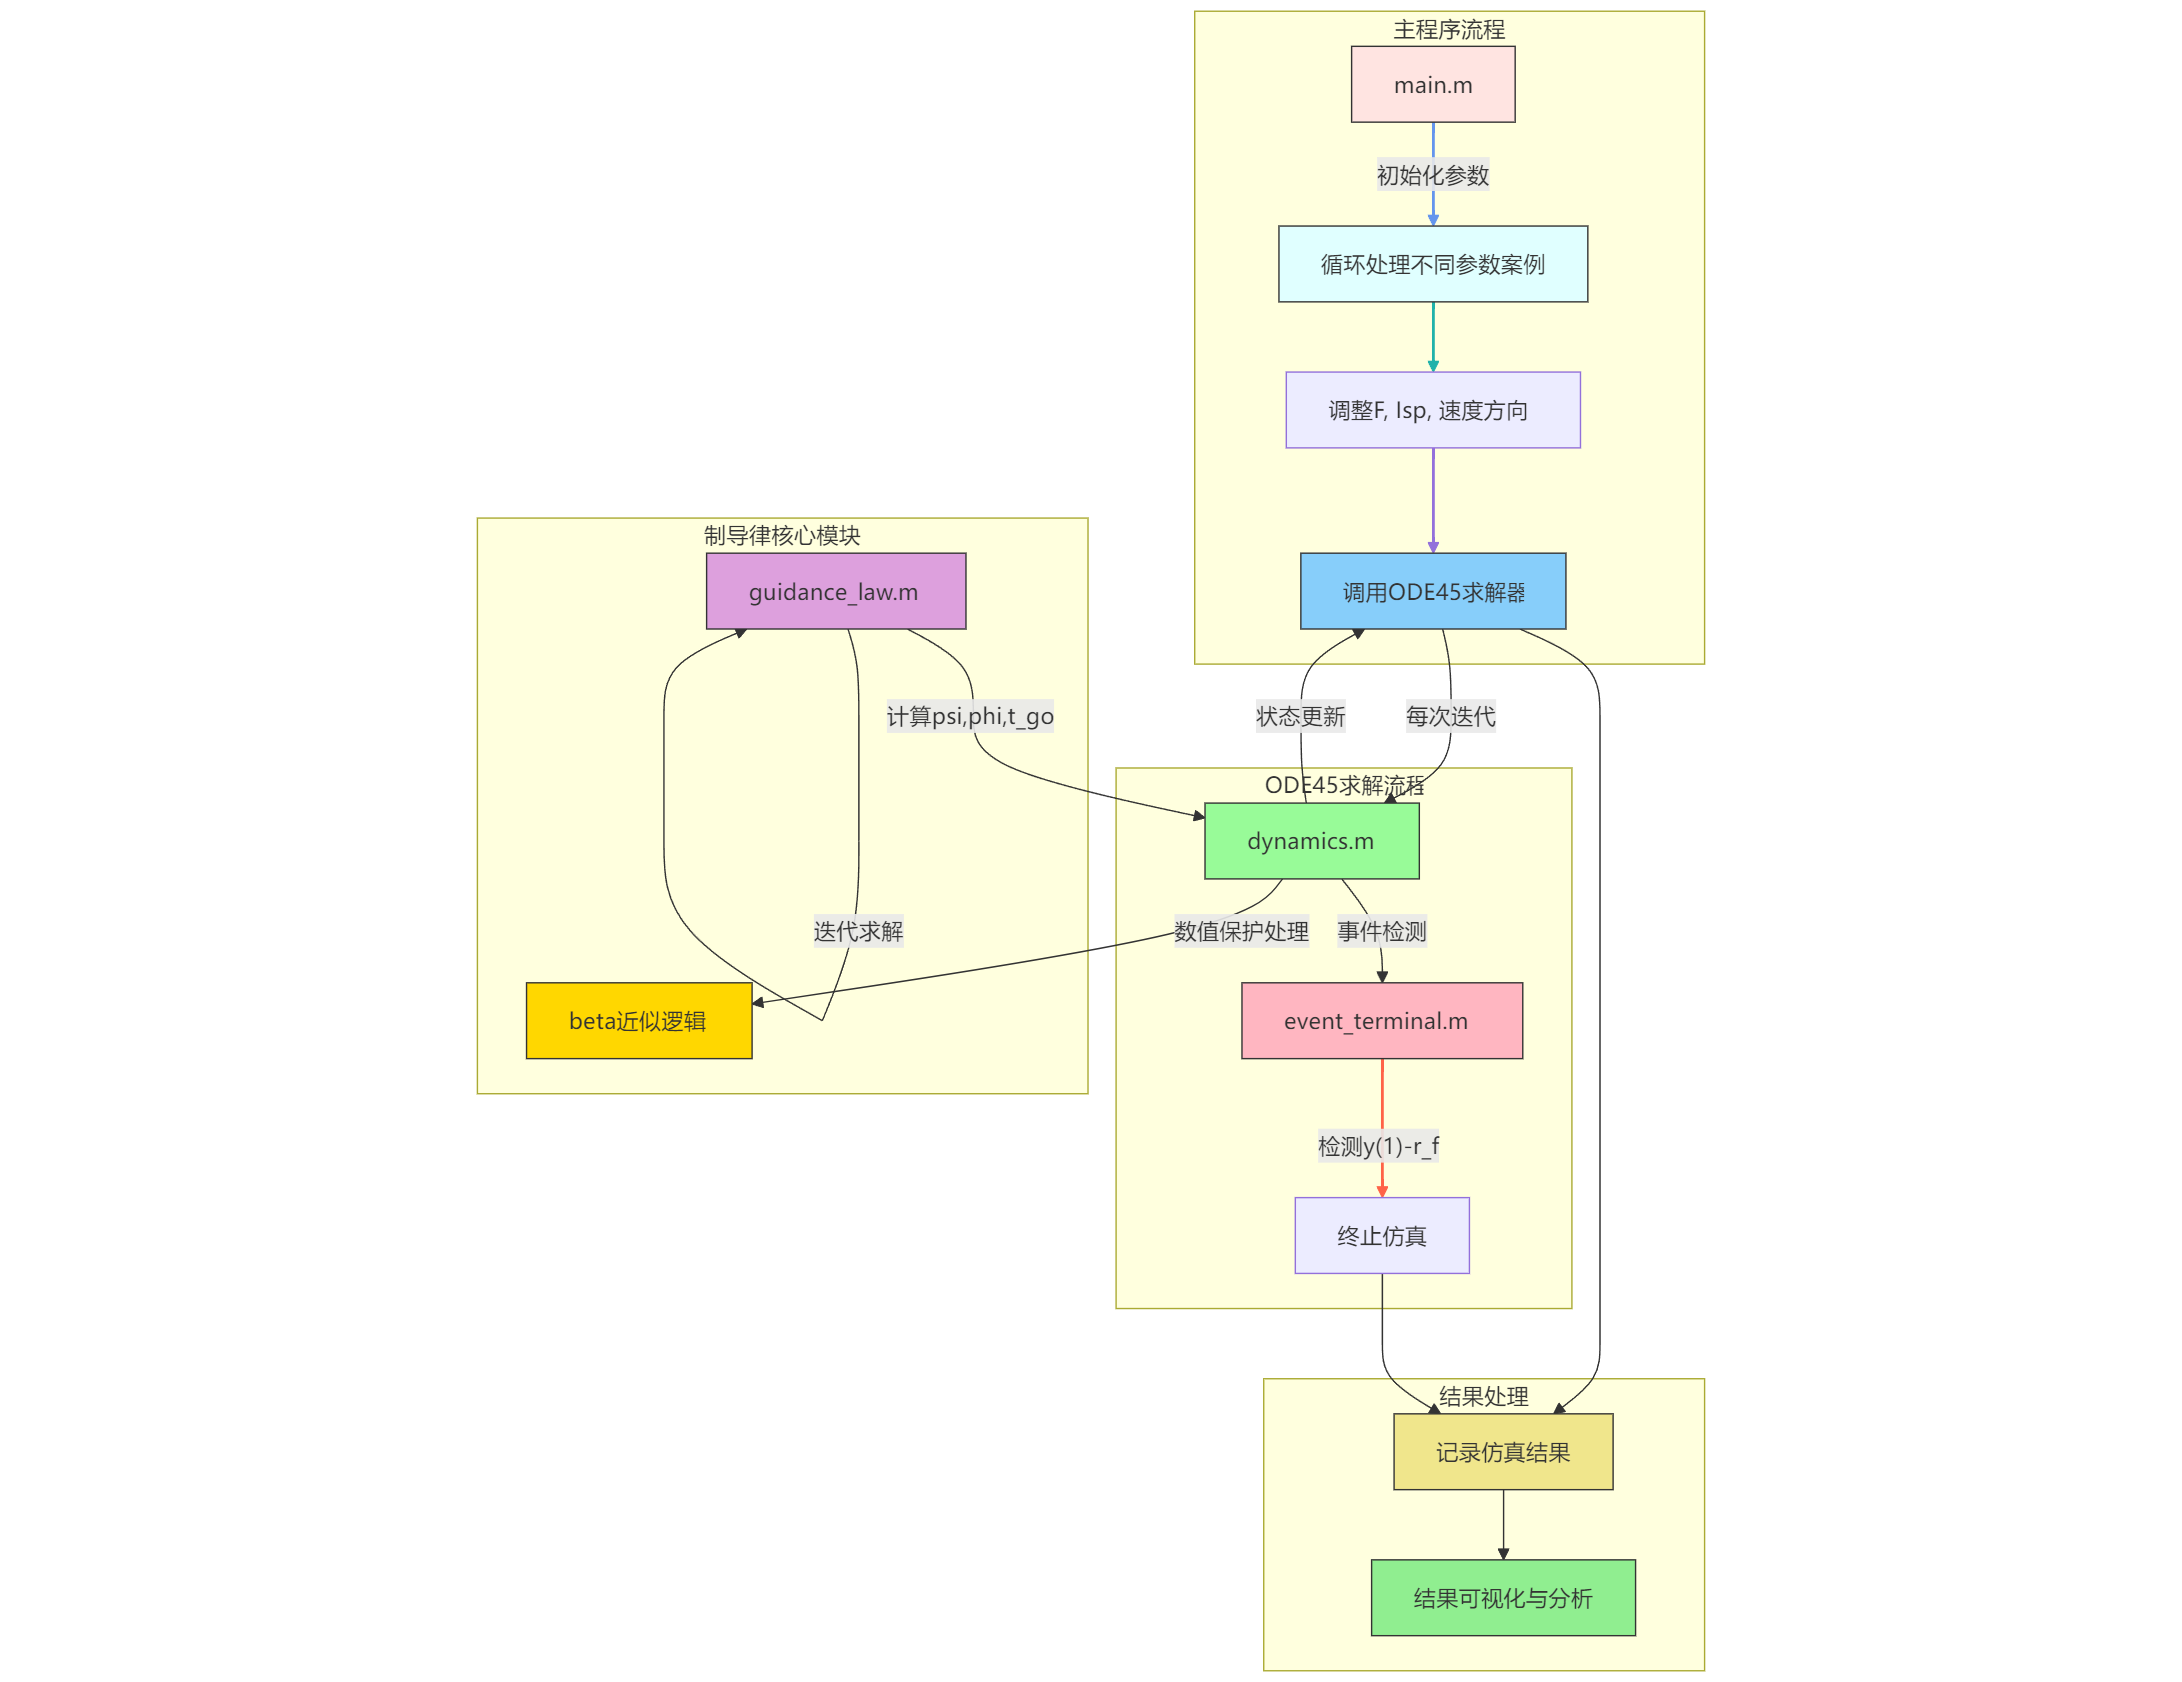 主程序流程
main.m
初始化参数
循环处理不同参数案例
调整F, Isp, 速度方向
制导律核心模块
guidance_law.m
调用ODE45求解器
计算psi,phi,t_go
状态更新
每次迭代
ODE45求解流程
dynamics.m
迭代求解
数值保护处理
事件检测
beta近似逻辑
event_terminal.m
检测y(1)-r_f
终止仿真
结果处理
记录仿真结果
结果可视化与分析